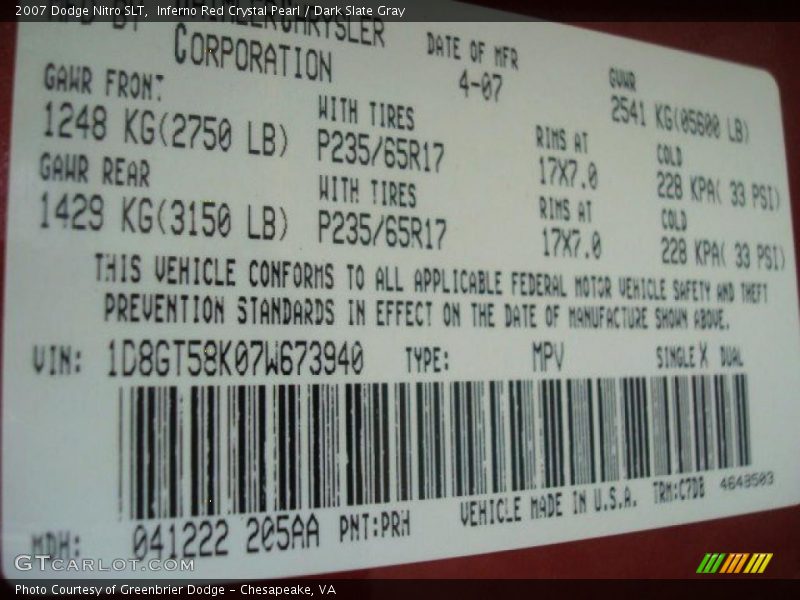 2007 Dodge Nitro SLT,  Inferno Red Crystal Pearl / Dark Slate Gray
MFD BY DAIMLERCHRYSLER
CORPORATION
DATE OF MFR
4-07
GVWR
2541 KG(05600 LB)
GAWR FRONT
1248 KG(2750 LB)
WITH TIRES
P235/65R17
RIMS AT
17X7.0
COLD
228 KPA( 33 PSI)
GAWR REAR
1429 KG(3150 LB)
WITH TIRES
P235/65R17
RIMS AT
17X7.0
COLD
228 KPA( 33 PSI)
THIS VEHICLE CONFORMS TO ALL APPLICABLE FEDERAL MOTOR VEHICLE SAFETY AND THEFT
PREVENTION STANDARDS IN EFFECT ON THE DATE OF MANUFACTURE SHOWN ABOVE.
VIN: 1D8GT58K07W673940 TYPE: MPV SINGLE X DUAL
MDH: 041222 205AA PNT:PRH VEHICLE MADE IN U.S.A. TRM:C7DB 4648503
GTCARLOT.COM
Photo Courtesy of Greenbrier Dodge – Chesapeake, VA